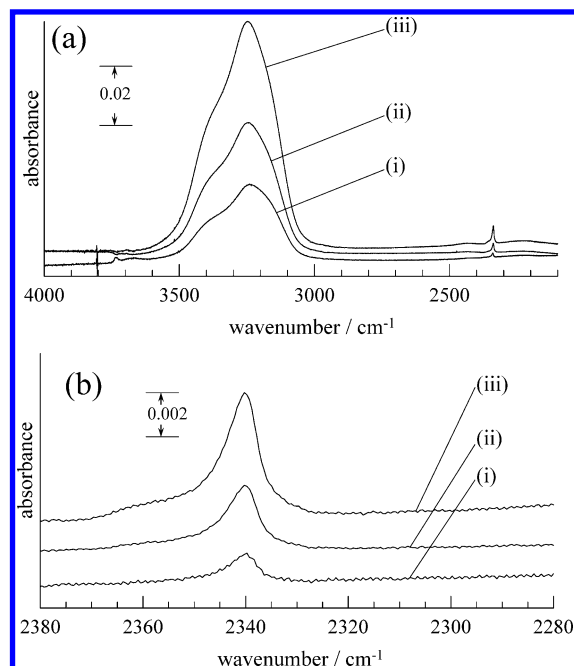 (a)
(iii)
0.02
(ii)
(i)
absorbance
4000 3500 3000 2500
wavenumber / cm-1
(b)
(iii)
0.002
(ii)
(i)
absorbance
2380 2360 2340 2320 2300 2280
wavenumber / cm-1